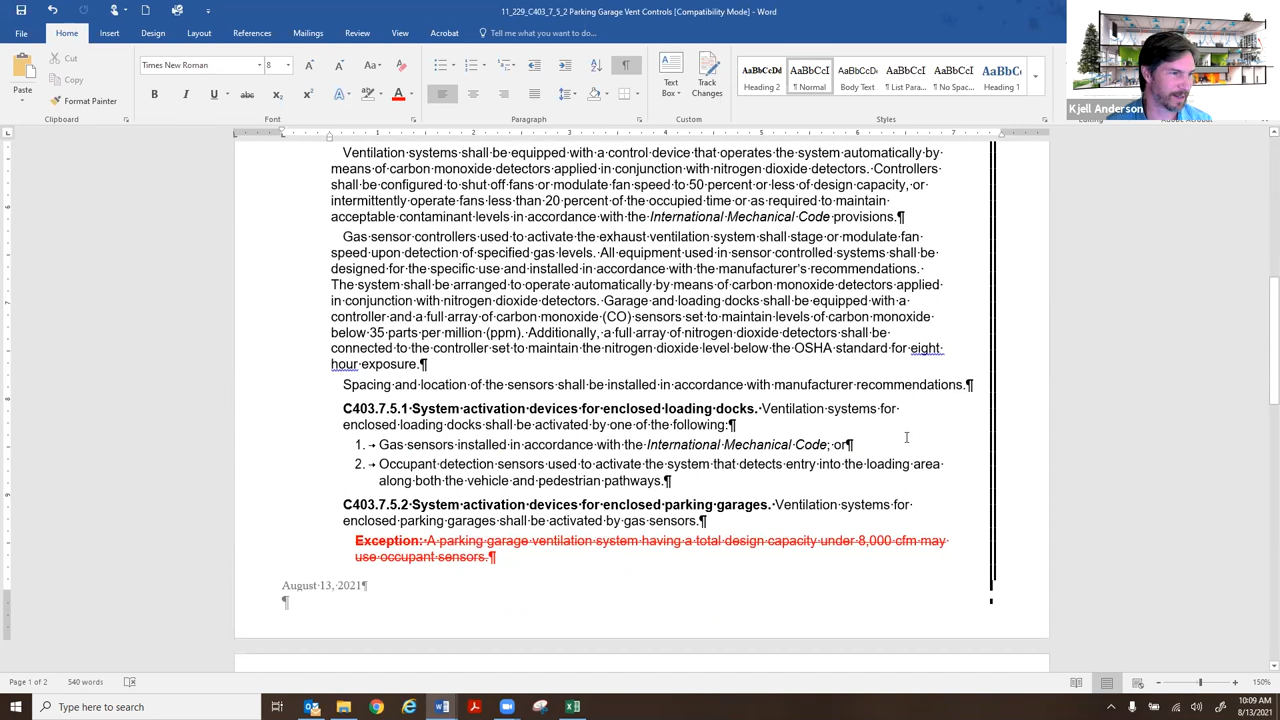 11_229_C403_7_5_2 Parking Garage Vent Controls [Compatibility Mode] - Word
File Home Insert Design Layout References Mailings Review View Developer Acrobat Tell me what you want to do...
Paste
Cut
Copy
Format Painter
Times New Roman 8
Text Box
Track Changes
AaBbCcDd AaBbCcI AaBbCcDc AaBbCcI AaBbCcI AaBbC
Heading 2 ¶ Normal Body Text ¶ List Para... ¶ No Spac... Heading 1
Clipboard Font Paragraph Custom Styles
Kjell Anderson
1 2 3 4 5 6 7
Ventilation systems shall be equipped with a control device that operates the system automatically by
means of carbon monoxide detectors applied in conjunction with nitrogen dioxide detectors. Controllers
shall be configured to shut off fans or modulate fan speed to 50 percent or less of design capacity, or
intermittently operate fans less than 20 percent of the occupied time or as required to maintain
acceptable contaminant levels in accordance with the International Mechanical Code provisions.¶
Gas sensor controllers used to activate the exhaust ventilation system shall stage or modulate fan
speed upon detection of specified gas levels. All equipment used in sensor controlled systems shall be
designed for the specific use and installed in accordance with the manufacturer's recommendations.
The system shall be arranged to operate automatically by means of carbon monoxide detectors applied
in conjunction with nitrogen dioxide detectors. Garage and loading docks shall be equipped with a
controller and a full array of carbon monoxide (CO) sensors set to maintain levels of carbon monoxide
below 35 parts per million (ppm). Additionally, a full array of nitrogen dioxide detectors shall be
connected to the controller set to maintain the nitrogen dioxide level below the OSHA standard for eight
hour exposure.¶
Spacing and location of the sensors shall be installed in accordance with manufacturer recommendations.¶
C403.7.5.1 System activation devices for enclosed loading docks. Ventilation systems for
enclosed loading docks shall be activated by one of the following:¶
1. → Gas sensors installed in accordance with the International Mechanical Code; or¶
2. → Occupant detection sensors used to activate the system that detects entry into the loading area
along both the vehicle and pedestrian pathways.¶
C403.7.5.2 System activation devices for enclosed parking garages. Ventilation systems for
enclosed parking garages shall be activated by gas sensors.¶
Exception: A parking garage ventilation system having a total design capacity under 8,000 cfm may
use occupant sensors.¶
August 13, 2021¶
¶
Page 1 of 2 540 words 150%
Type here to search
10:09 AM
8/13/2021